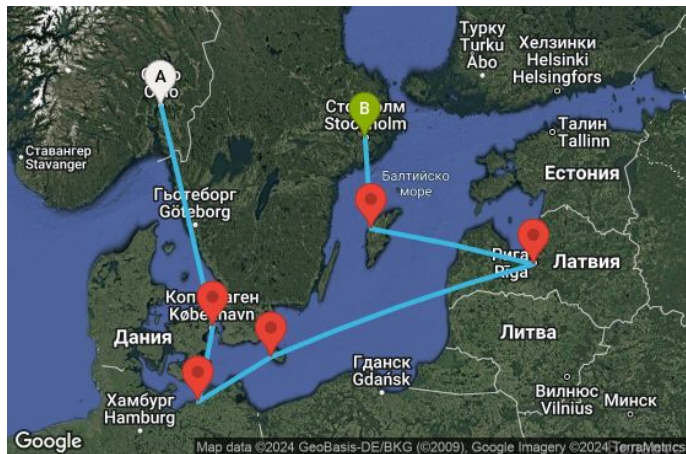 Турку
Turku
Åbo
Хелзинки
Helsinki
Helsingfors
A
Oslo
B
Стокхолм
Stockholm
Талин
Tallinn
Ставангер
Stavanger
Балтийско
море
Естония
Гьотеборг
Göteborg
Рига
Rīga
Латвия
Копенхаген
København
Дания
Литва
Гданск
Gdańsk
Хамбург
Hamburg
Вилнюс
Vilnius
Минск
Google
Map data ©2024 GeoBasis-DE/BKG (©2009), Google Imagery ©2024 TerraMetrics